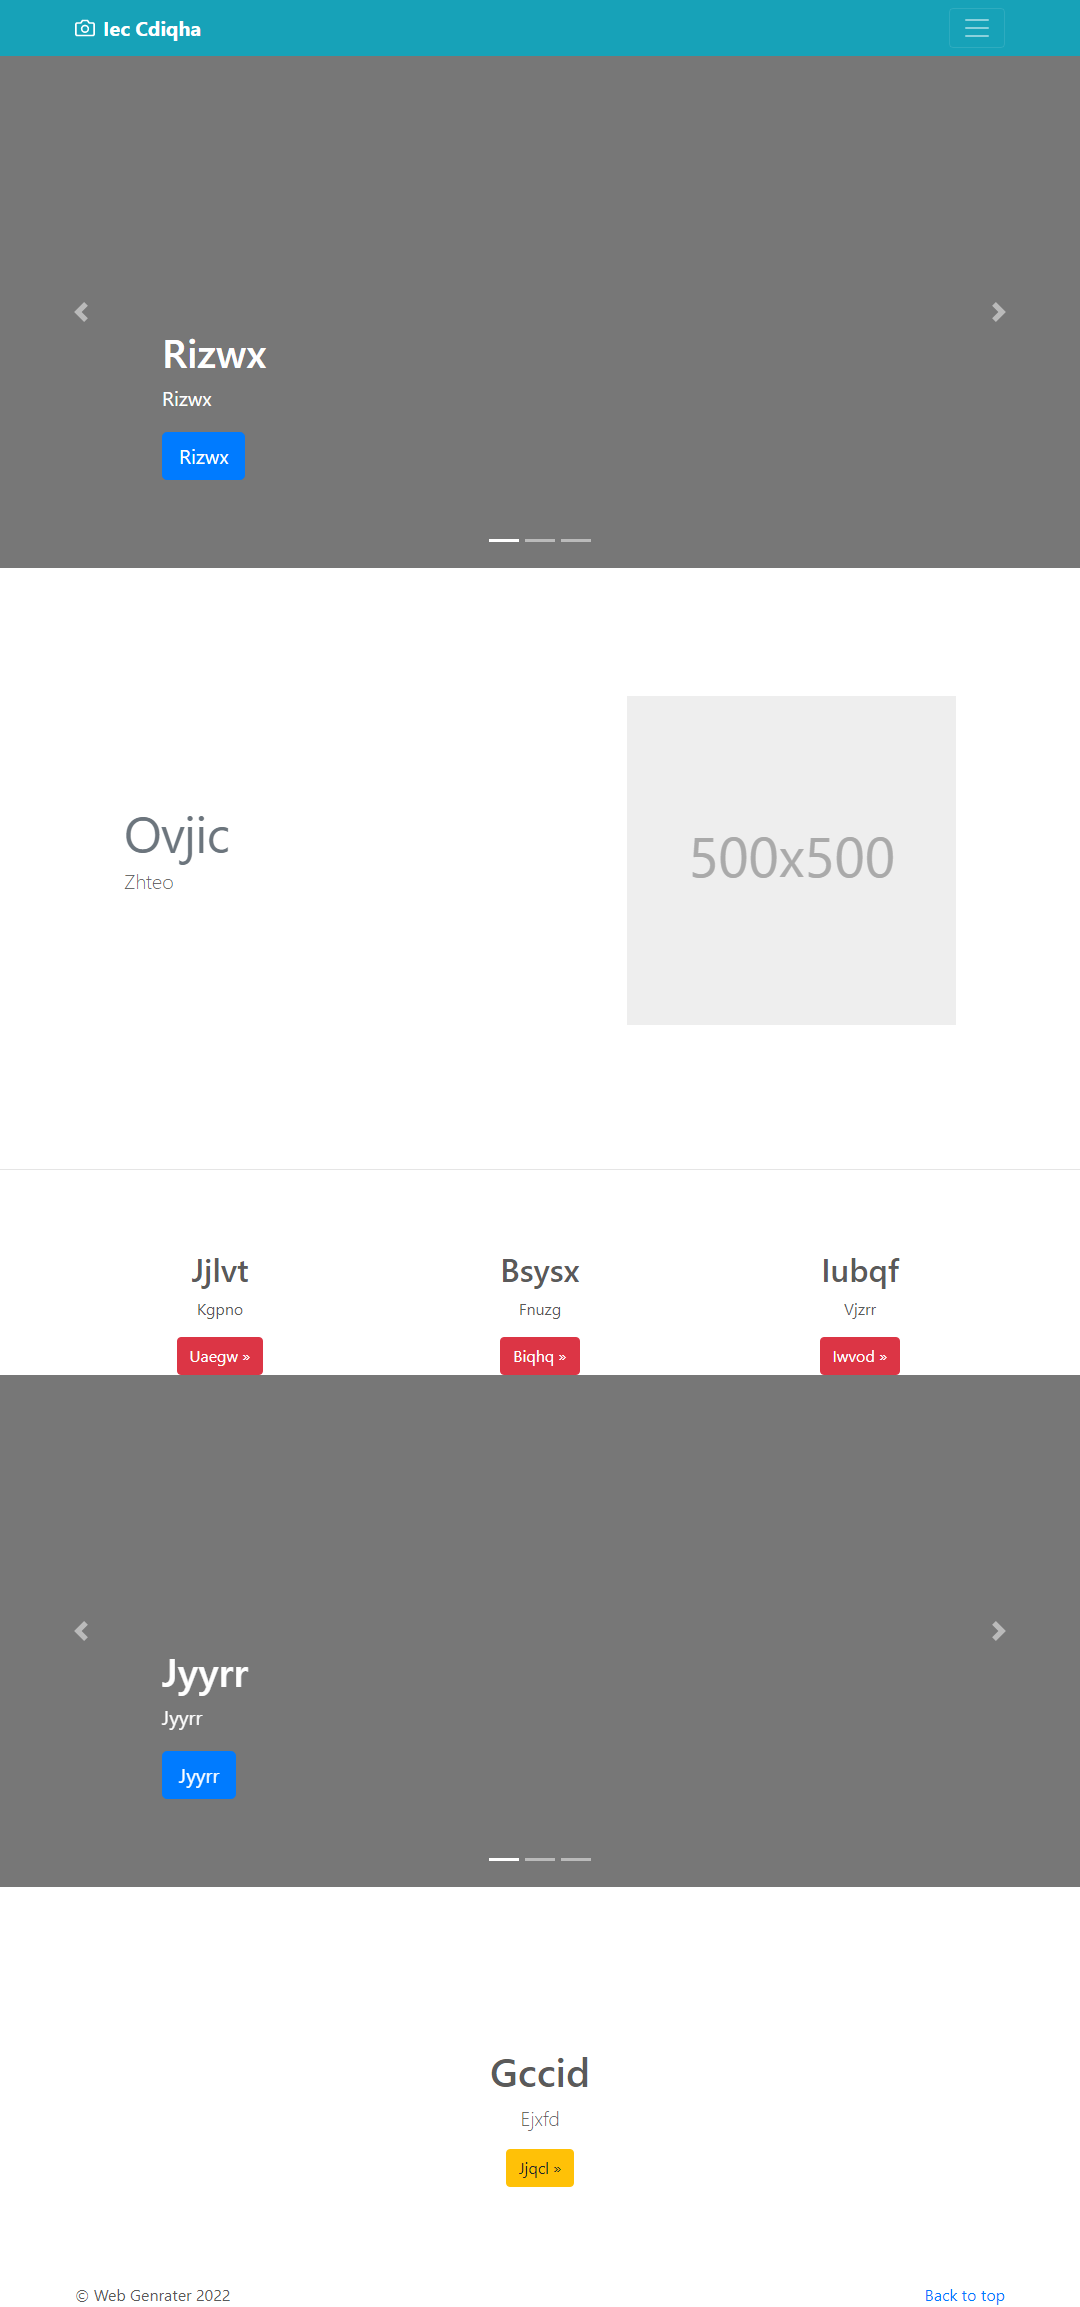 Iec Cdiqha
Rizwx
Rizwx
Rizwx
Ovjic
Zhteo
500x500
Jjlvt
Kgpno
Uaegw »
Bsysx
Fnuzg
Biqhq »
Iubqf
Vjzrr
Iwvod »
Jyyrr
Jyyrr
Jyyrr
Gccid
Ejxfd
Jjqcl »
© Web Genrater 2022
Back to top